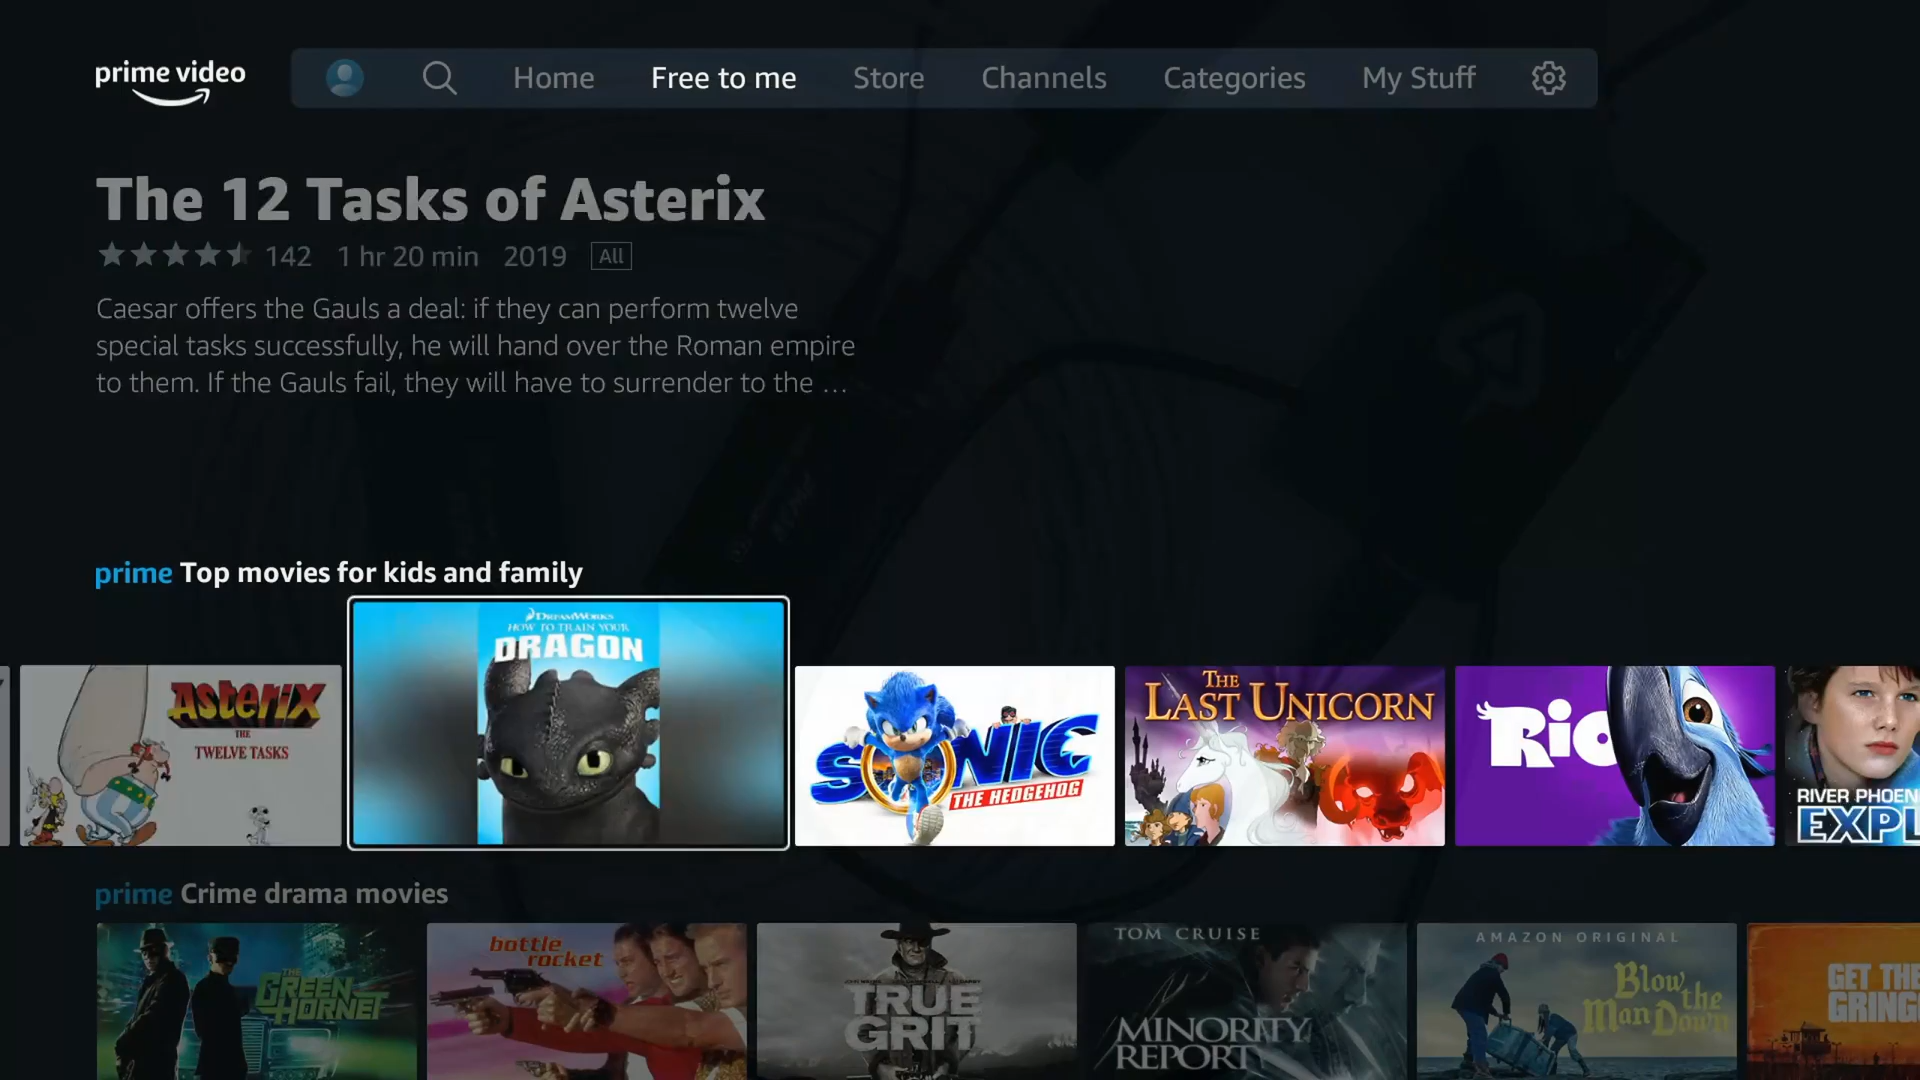 prime video
Home
Free to me
Store
Channels
Categories
My Stuff
The 12 Tasks of Asterix
142 1 hr 20 min 2019 All
Caesar offers the Gauls a deal: if they can perform twelve
special tasks successfully, he will hand over the Roman empire
to them. If the Gauls fail, they will have to surrender to the ...
prime Top movies for kids and family
Asterix
THE
TWELVE TASKS
DREAMWORKS
HOW TO TRAIN YOUR
DRAGON
SONIC
THE HEDGEHOG
THE
LAST UNICORN
Rio
RIVER PHOEN
EXPL
prime Crime drama movies
THE
GREEN
HORNET
bottle
rocket
TRUE
GRIT
TOM CRUISE
MINORITY
REPORT
AMAZON ORIGINAL
Blow
the
Man Down
GET THE
GRING